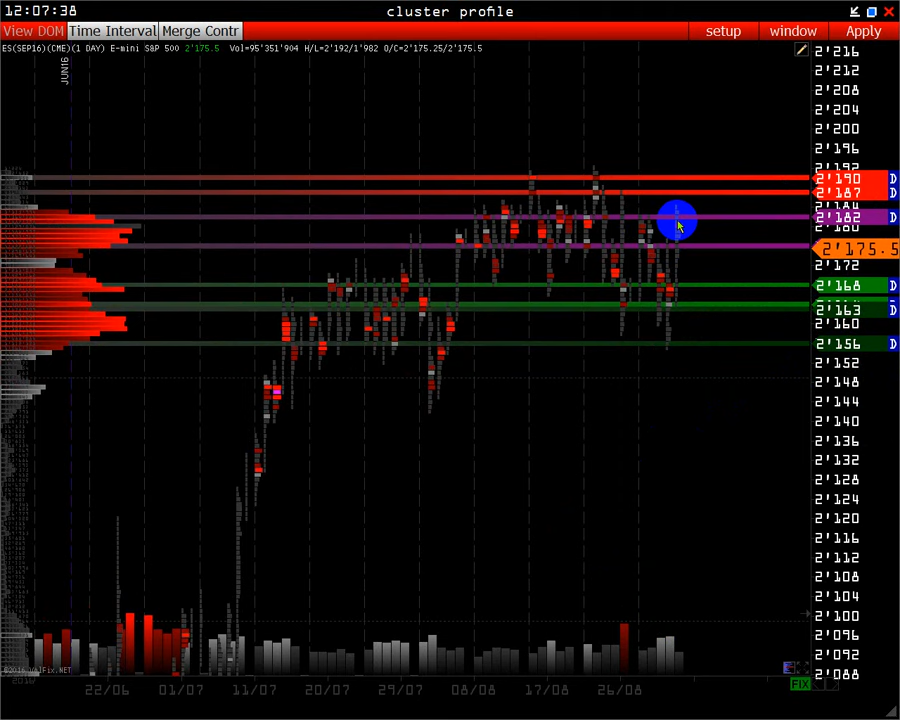 12:07:38 cluster profile
View DOM Time Interval Merge Contr setup window Apply
ES(SEP16)(CME)(1 DAY) E-mini S&P 500 2'175.5 Vol=95'351'904 H/L=2'192/1'982 O/C=2'175.25/2'175.5
JUN16
2'216
2'212
2'208
2'204
2'200
2'196
2'192
2'190 D
2'187 D
2'184
2'182 D
2'180
2'175.5
2'172
2'168 D
2'163 D
2'160
2'156 D
2'152
2'148
2'144
2'140
2'136
2'132
2'128
2'124
2'120
2'116
2'112
2'108
2'104
2'100
2'096
2'092
2'088
©2016 VolFix.NET
FIX
2016 22/06 01/07 11/07 20/07 29/07 08/08 17/08 26/08